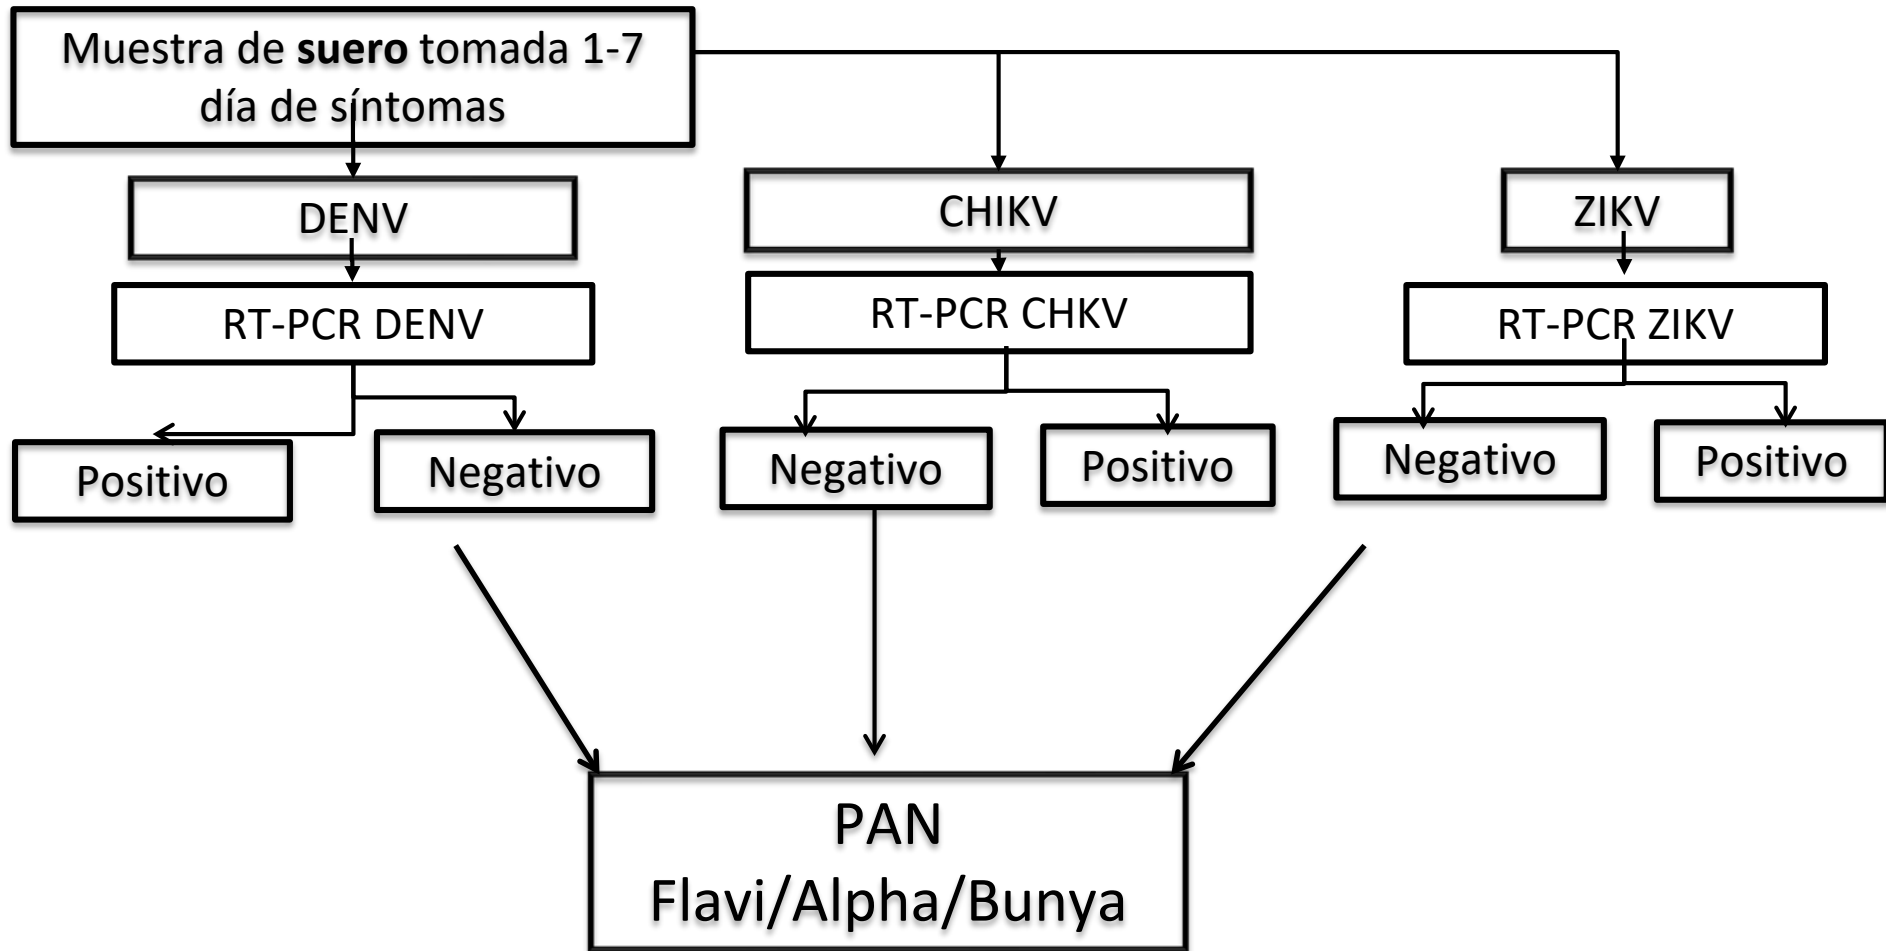 Muestra de suero tomada 1-7
día de síntomas
DENV
CHIKV
ZIKV
RT-PCR DENV
RT-PCR CHKV
RT-PCR ZIKV
Positivo
Negativo
Negativo
Positivo
Negativo
Positivo
PAN
Flavi/Alpha/Bunya